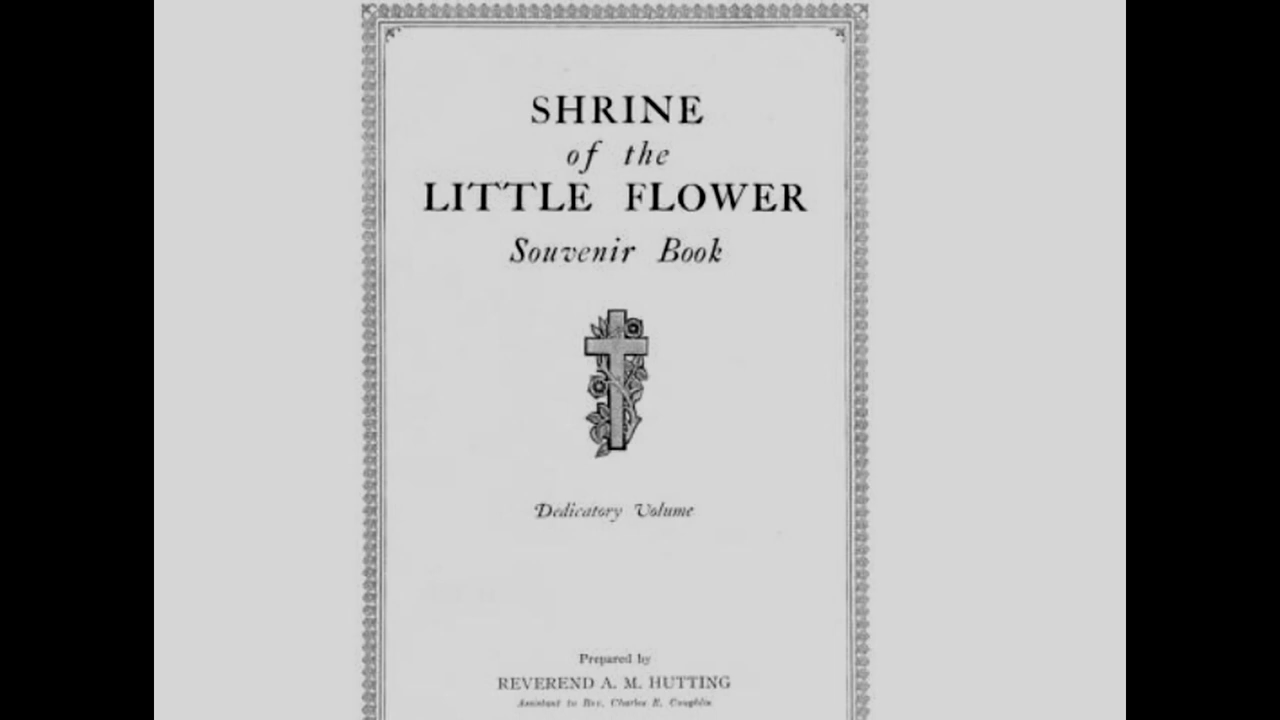 SHRINE
of the
LITTLE FLOWER
Souvenir Book
Dedicatory Volume
Prepared by
REVEREND A. M. HUTTING
Assistant to Rev. Charles E. Coughlin